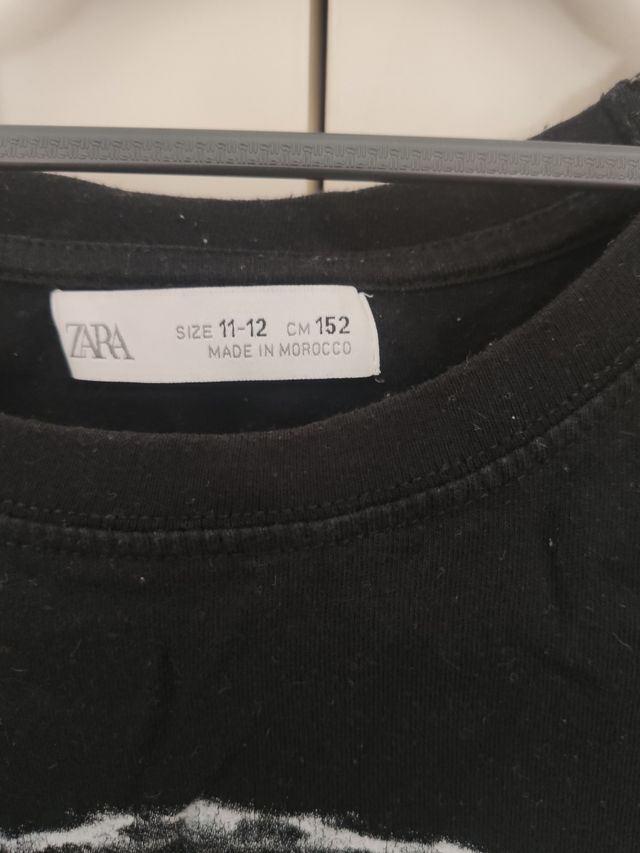 ZARA
SIZE 11-12 CM 152
MADE IN MOROCCO